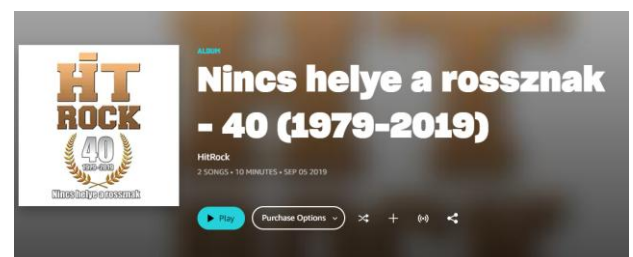 HIT
ROCK
40
1979-2019
Nincs helye a rossznak
ALBUM
Nincs helye a rossznak
- 40 (1979-2019)
HitRock
2 SONGS • 10 MINUTES • SEP 05 2019
Play
Purchase Options